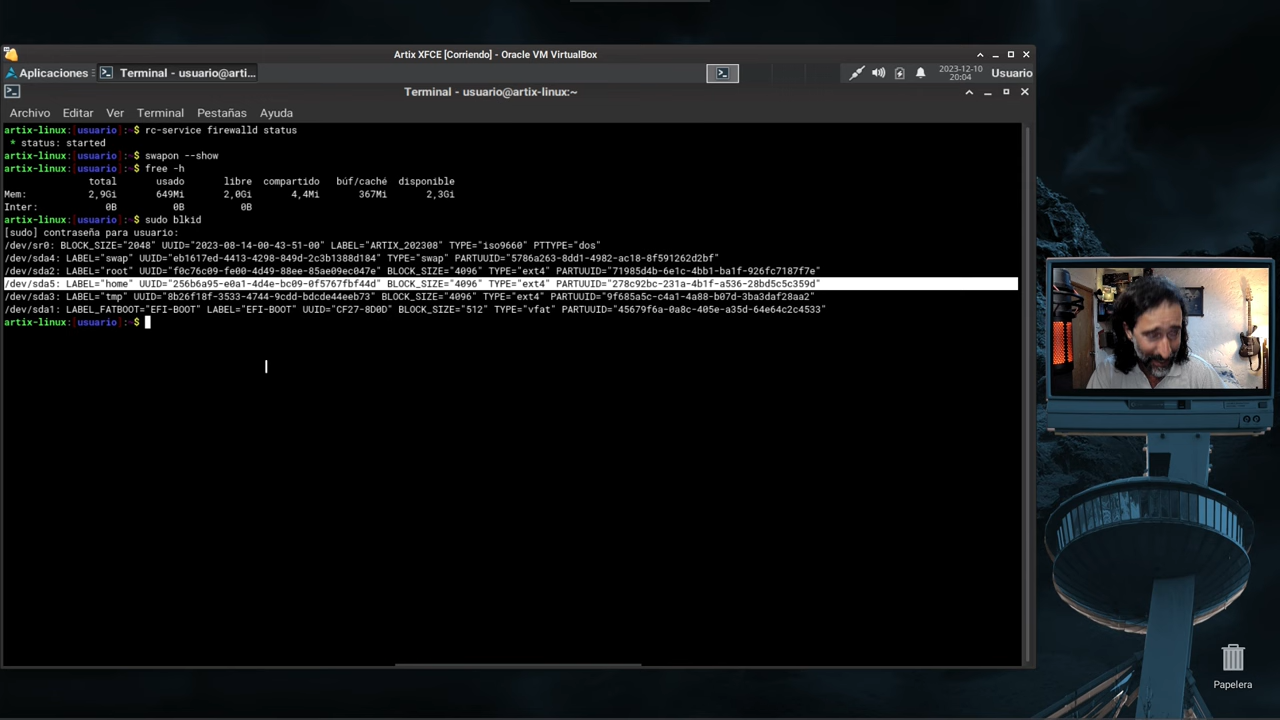 Artix XFCE [Corriendo] - Oracle VM VirtualBox
Aplicaciones
Terminal - usuario@arti...
2023-12-10
20:04
Usuario
Terminal - usuario@artix-linux:~
Archivo Editar Ver Terminal Pestañas Ayuda
artix-linux:[usuario]:~$ rc-service firewalld status
* status: started
artix-linux:[usuario]:~$ swapon --show
artix-linux:[usuario]:~$ free -h
total usado libre compartido búf/caché disponible
Mem: 2,9Gi 649Mi 2,0Gi 4,4Mi 367Mi 2,3Gi
Inter: 0B 0B 0B
artix-linux:[usuario]:~$ sudo blkid
[sudo] contraseña para usuario:
/dev/sr0: BLOCK_SIZE="2048" UUID="2023-08-14-00-43-51-00" LABEL="ARTIX_202308" TYPE="iso9660" PTTYPE="dos"
/dev/sda4: LABEL="swap" UUID="eb1617ed-4413-4298-849d-2c3b1388d184" TYPE="swap" PARTUUID="5786a263-8dd1-4982-ac18-8f591262d2bf"
/dev/sda2: LABEL="root" UUID="f0c76c09-fe00-4d49-88ee-85ae09ec047e" BLOCK_SIZE="4096" TYPE="ext4" PARTUUID="71985d4b-6e1c-4bb1-ba1f-926fc7187f7e"
/dev/sda5: LABEL="home" UUID="256b6a95-e0a1-4d4e-bc09-0f5767fbf44d" BLOCK_SIZE="4096" TYPE="ext4" PARTUUID="278c92bc-231a-4b1f-a536-28bd5c5c359d"
/dev/sda3: LABEL="tmp" UUID="8b26f18f-3533-4744-9cdd-bdcde44eeb73" BLOCK_SIZE="4096" TYPE="ext4" PARTUUID="9f685a5c-c4a1-4a88-b07d-3ba3daf28aa2"
/dev/sda1: LABEL_FATBOOT="EFI-BOOT" LABEL="EFI-BOOT" UUID="CF27-8D0D" BLOCK_SIZE="512" TYPE="vfat" PARTUUID="45679f6a-0a8c-405e-a35d-64e64c2c4533"
artix-linux:[usuario]:~$
Papelera